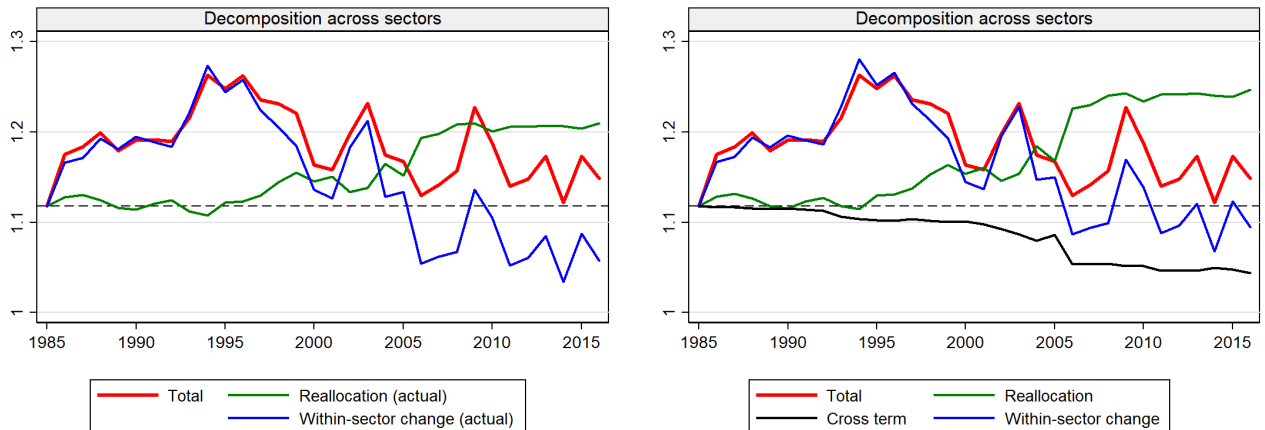 Decomposition across sectors
1.3
1.2
1.1
1
1985 1990 1995 2000 2005 2010 2015
Total Reallocation (actual)
Within-sector change (actual)
Decomposition across sectors
1.3
1.2
1.1
1
1985 1990 1995 2000 2005 2010 2015
Total Reallocation
Cross term Within-sector change